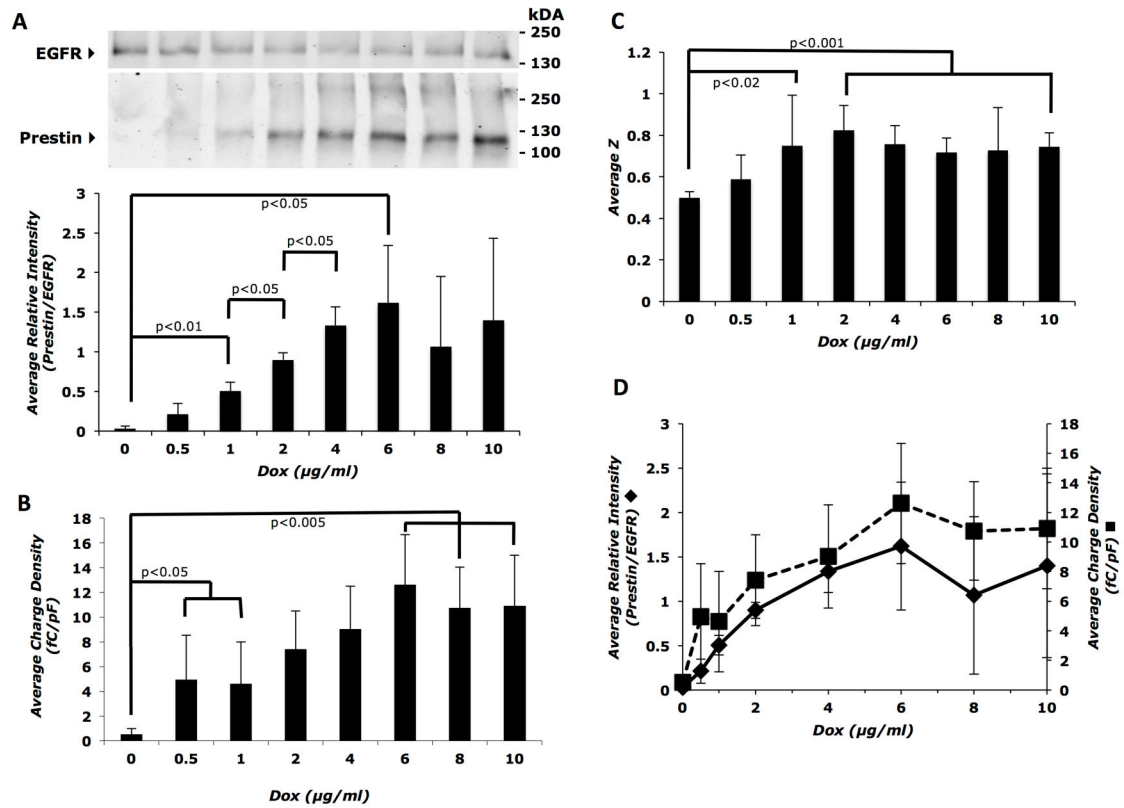 A
kDA
EGFR
- 250
- 130
- 250
Prestin
- 130
- 100
3
2.5
2
1.5
1
0.5
0
Average Relative Intensity
(Prestin/EGFR)
p<0.05
p<0.05
p<0.05
p<0.01
0 0.5 1 2 4 6 8 10
Dox (µg/ml)
B
18
16
14
12
10
8
6
4
2
0
Average Charge Density
(fC/pF)
p<0.005
p<0.05
0 0.5 1 2 4 6 8 10
Dox (µg/ml)
C
1.2
1
0.8
0.6
0.4
0.2
0
Average Z
p<0.001
p<0.02
0 0.5 1 2 4 6 8 10
Dox (µg/ml)
D
3
2.5
2
1.5
1
0.5
0
Average Relative Intensity
(Prestin/EGFR)
18
16
14
12
10
8
6
4
2
0
Average Charge Density
(fC/pF)
0 2 4 6 8 10
Dox (µg/ml)